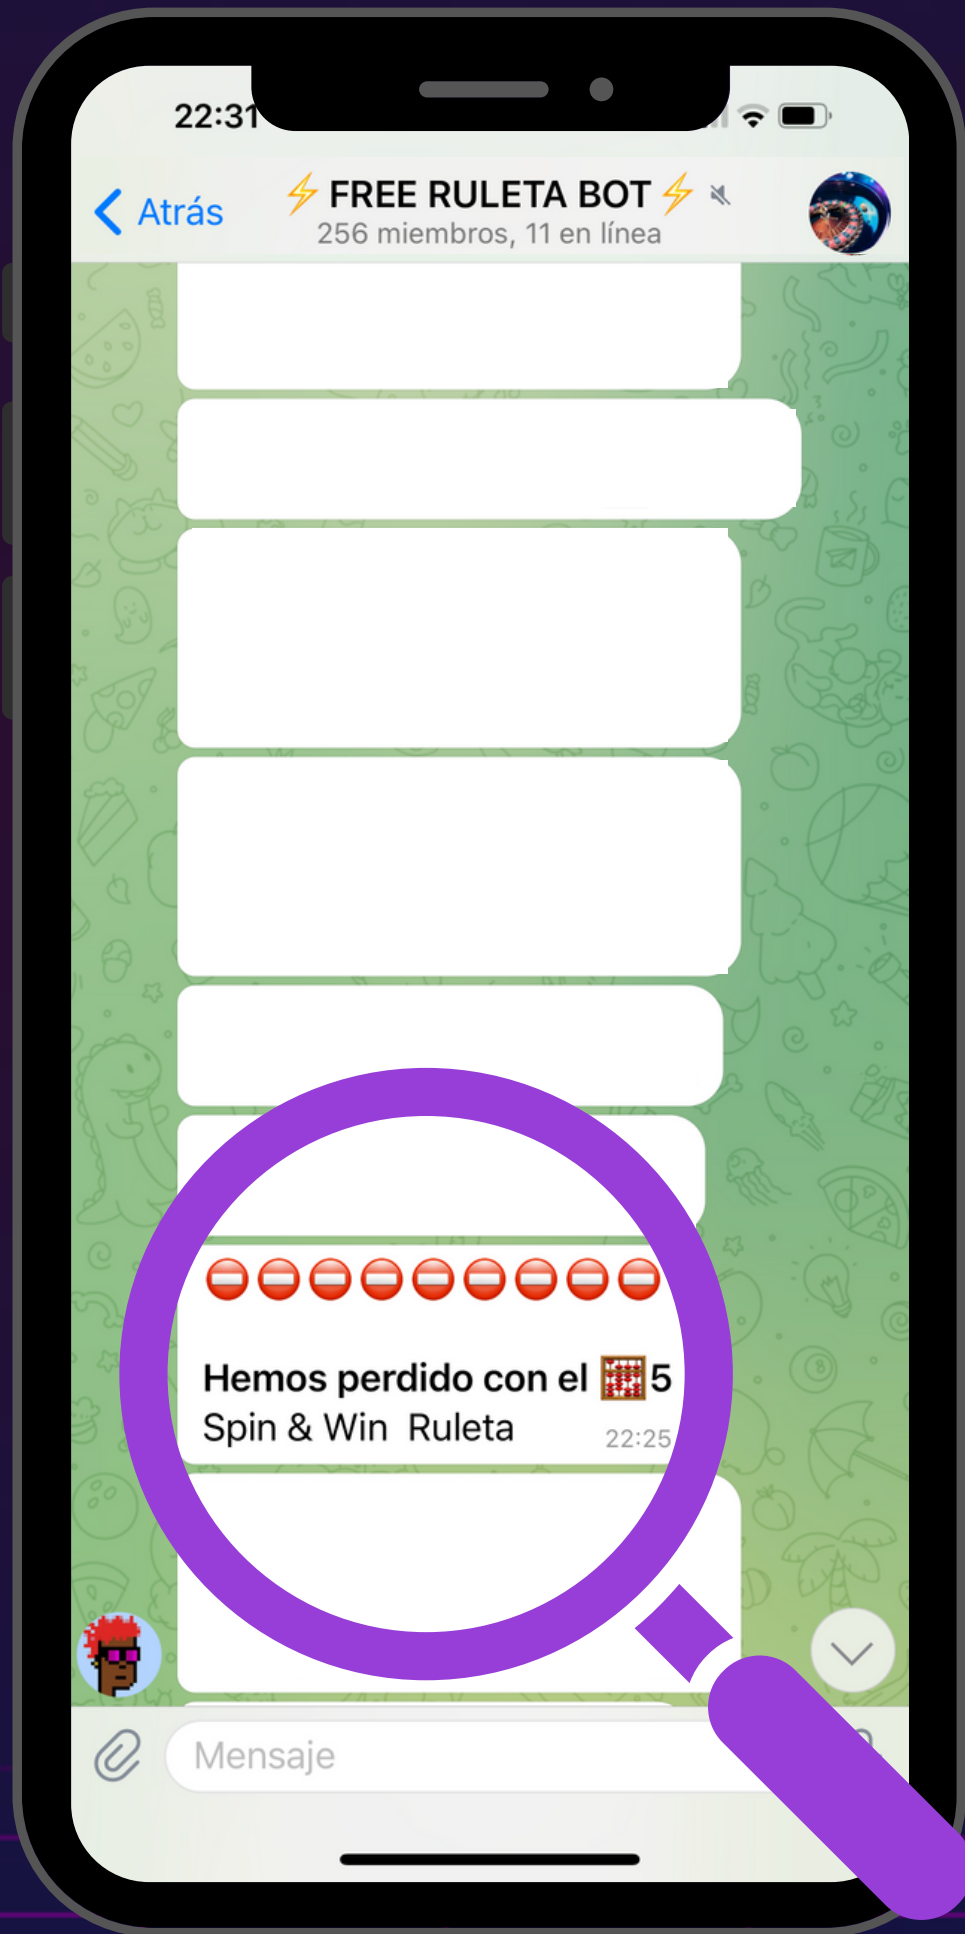 22:31
Atrás
⚡ FREE RULETA BOT ⚡
256 miembros, 11 en línea
⛔⛔⛔⛔⛔⛔⛔⛔⛔
Hemos perdido con el 🧮5
Spin & Win Ruleta
22:25
Mensaje